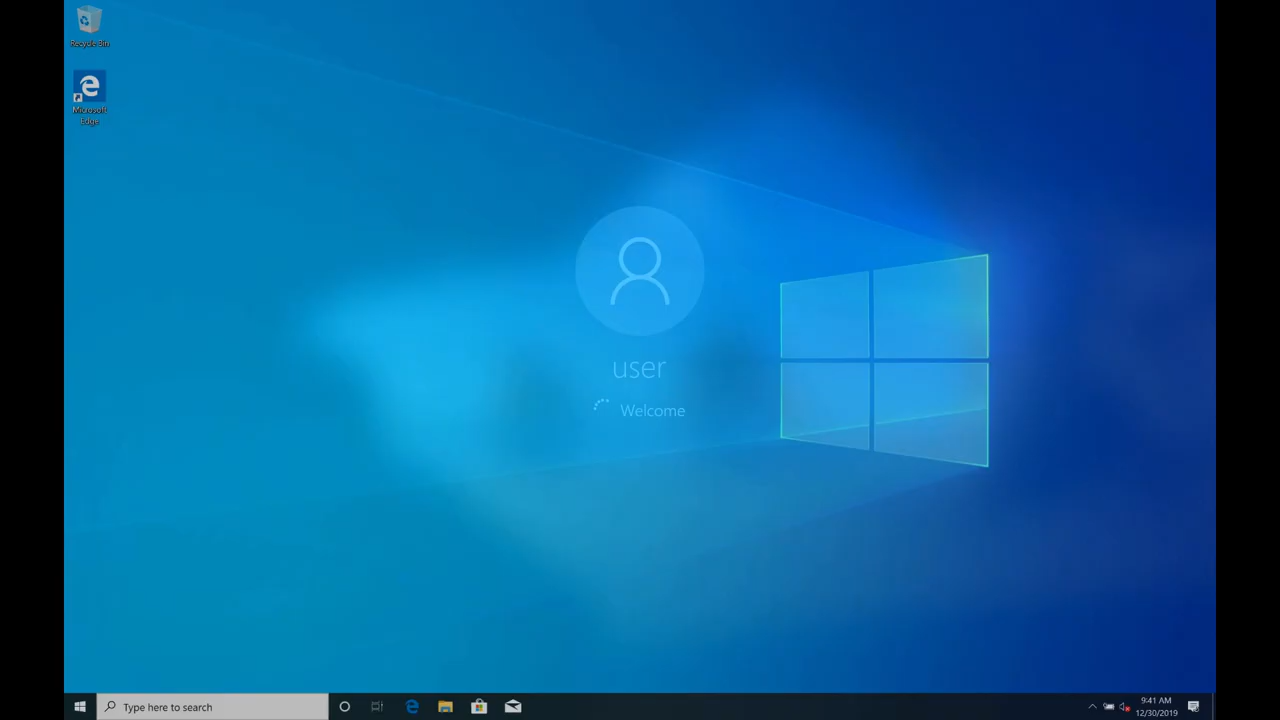 Recycle Bin
Microsoft
Edge
user
Welcome
Type here to search
9:41 AM
12/30/2019